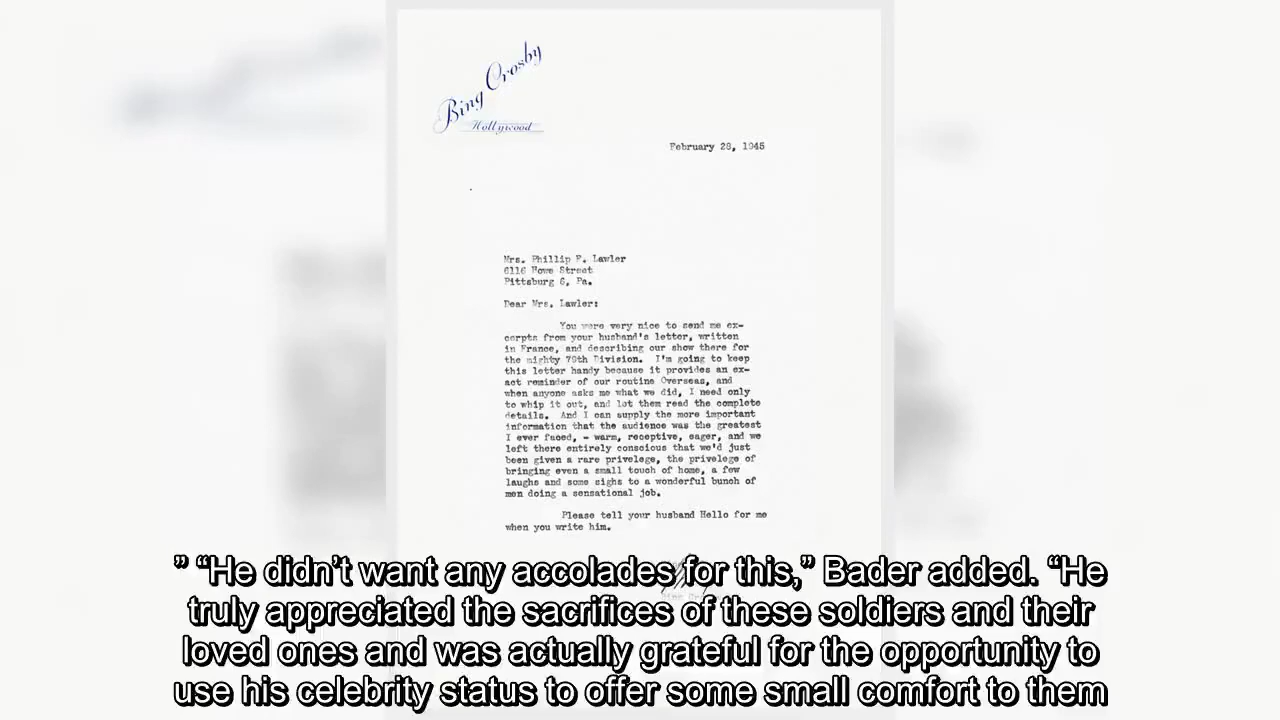 Bing Crosby
Hollywood
February 28, 1945
Mrs. Phillip F. Lawler
6116 Howe Street
Pittsburg 6, Pa.
Dear Mrs. Lawler:
You were very nice to send me ex-
cerpts from your husband's letter, written
in France, and describing our show there for
the mighty 79th Division. I'm going to keep
this letter handy because it provides an ex-
act reminder of our routine Overseas, and
when anyone asks me what we did, I need only
to whip it out, and let them read the complete
details. And I can supply the more important
information that the audience was the greatest
I ever faced, - warm, receptive, eager, and we
left there entirely conscious that we'd just
been given a rare privelege, the privelege of
bringing even a small touch of home, a few
laughs and some sighs to a wonderful bunch of
men doing a sensational job.
Please tell your husband Hello for me
when you write him.
” “He didn’t want any accolades for this,” Bader added. “He
truly appreciated the sacrifices of these soldiers and their
loved ones and was actually grateful for the opportunity to
use his celebrity status to offer some small comfort to them